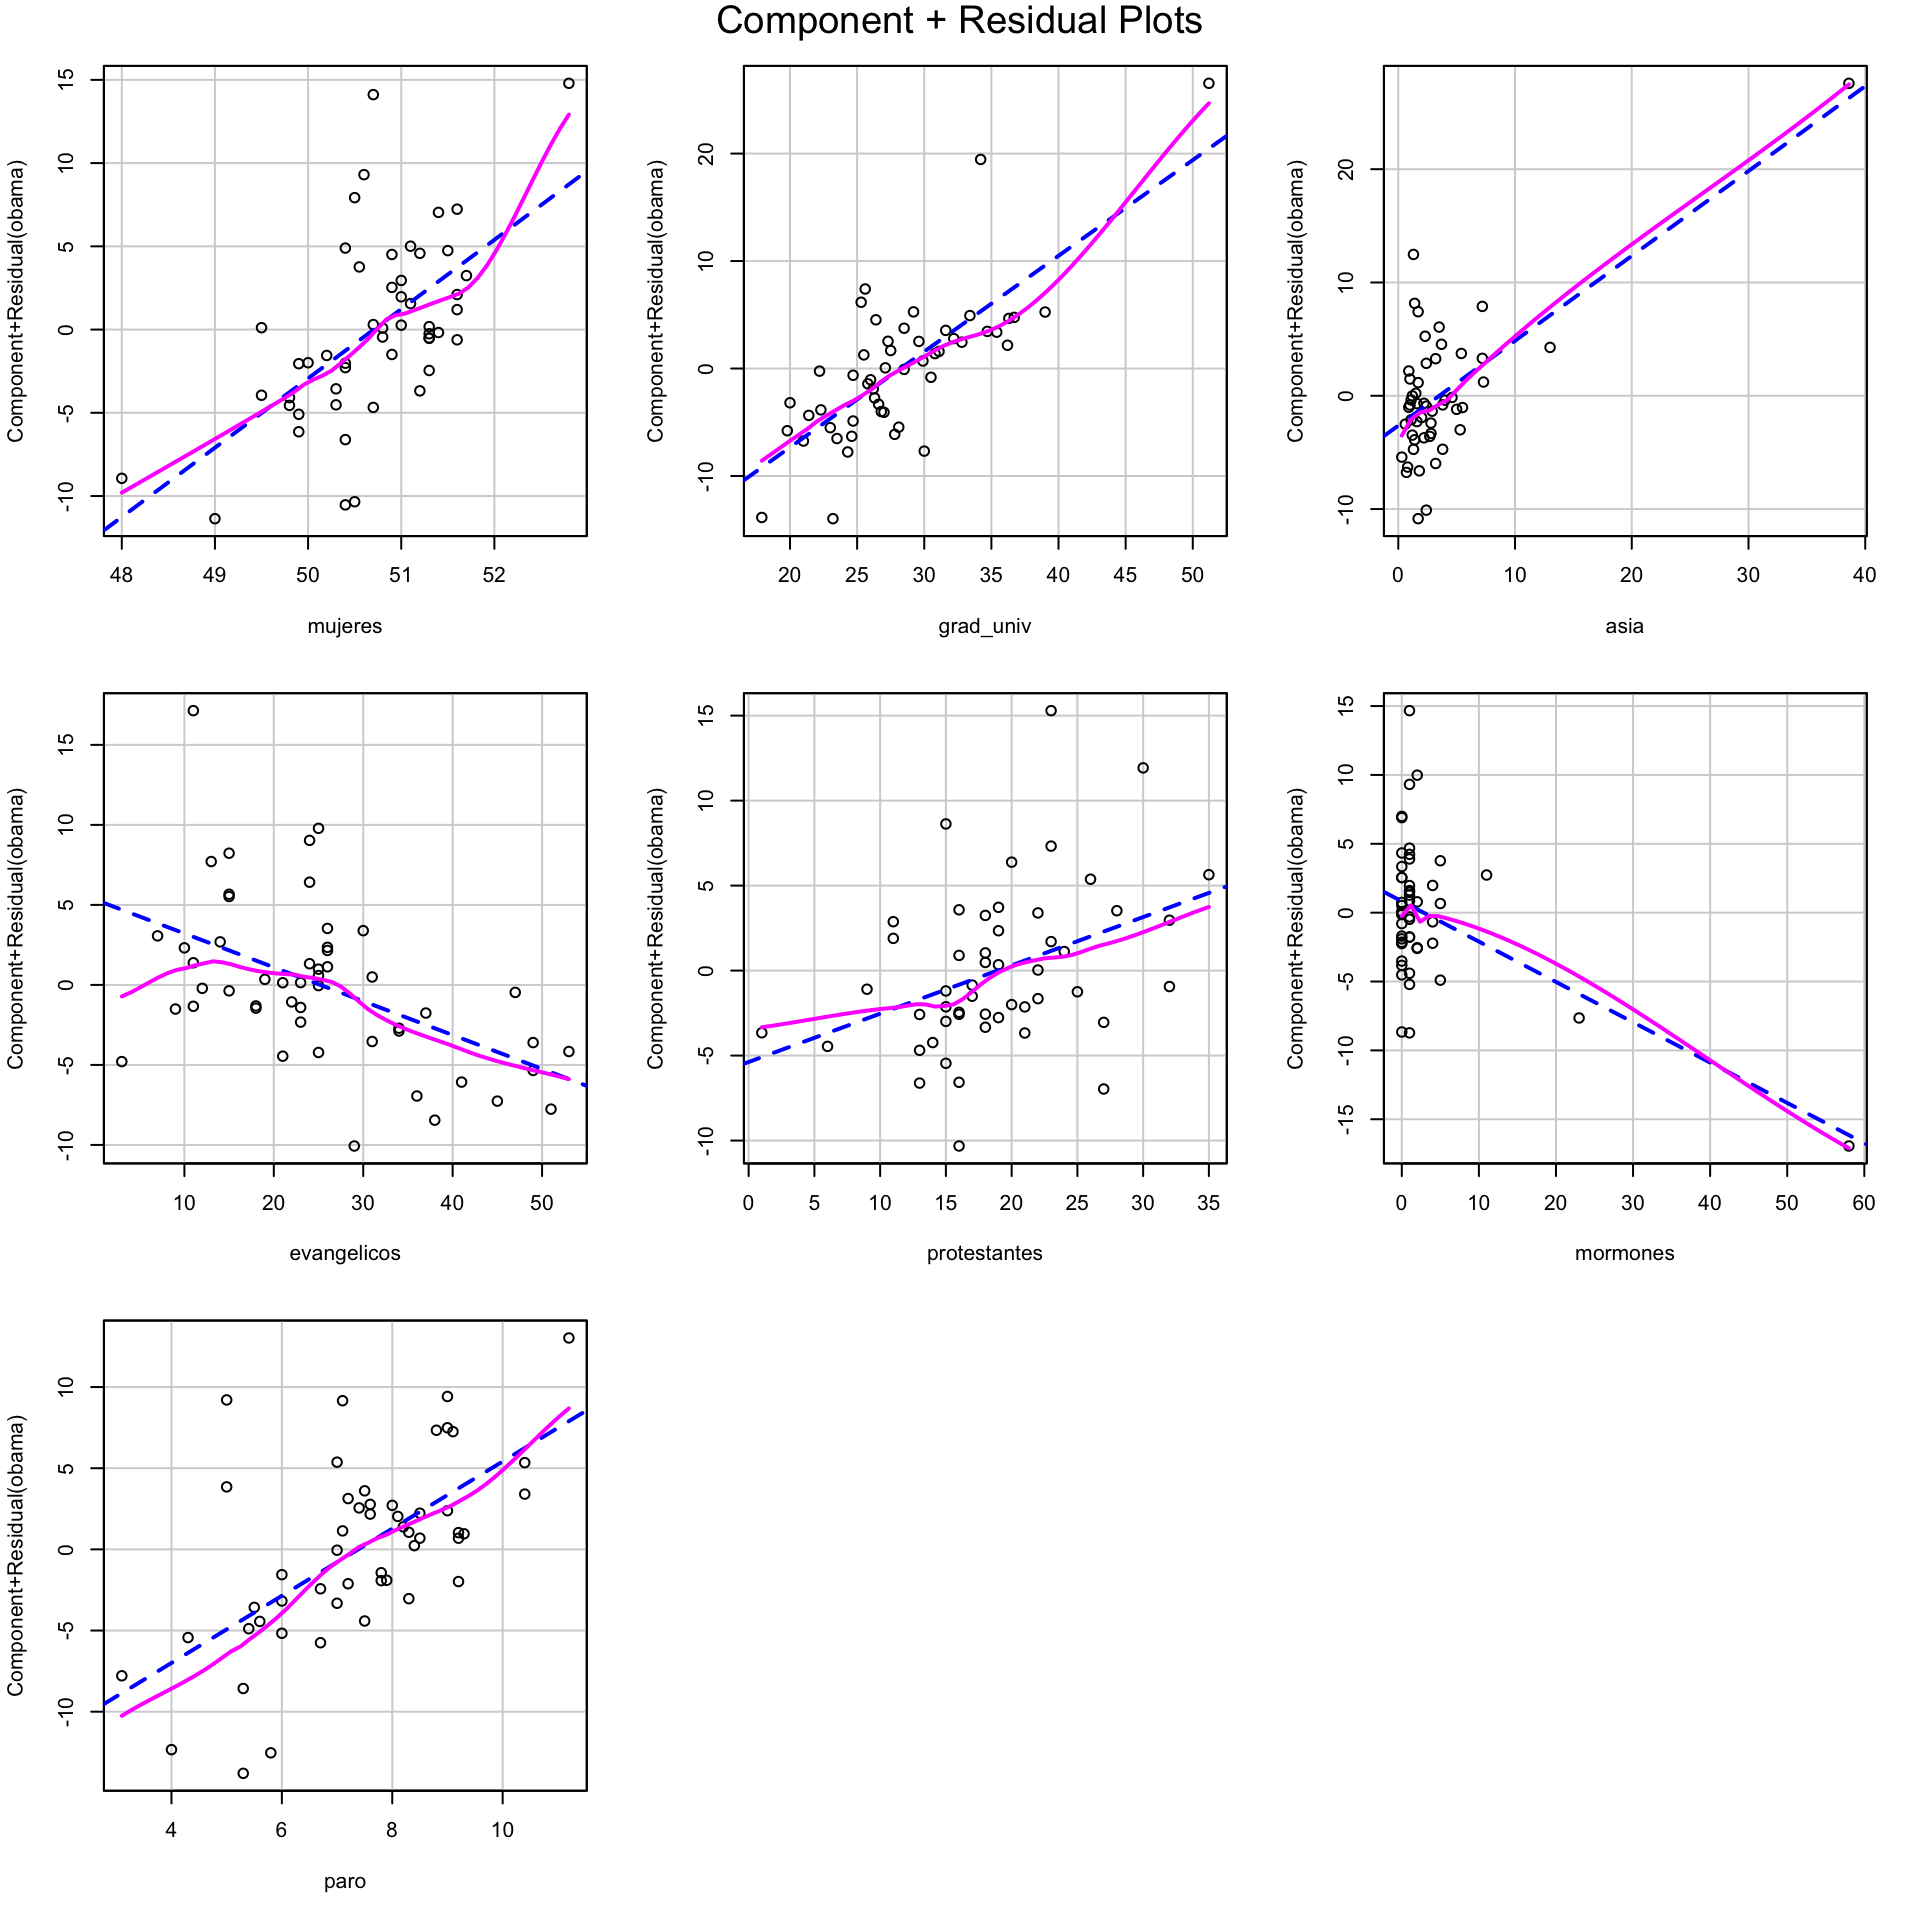 Component + Residual Plots
Component+Residual(obama)
15
10
5
0
-5
-10
48 49 50 51 52
mujeres
Component+Residual(obama)
20
10
0
-10
20 25 30 35 40 45 50
grad_univ
Component+Residual(obama)
20
10
0
-10
0 10 20 30 40
asia
Component+Residual(obama)
15
10
5
0
-5
-10
10 20 30 40 50
evangelicos
Component+Residual(obama)
15
10
5
0
-5
-10
0 5 10 15 20 25 30 35
protestantes
Component+Residual(obama)
15
10
5
0
-5
-10
-15
0 10 20 30 40 50 60
mormones
Component+Residual(obama)
10
5
0
-5
-10
4 6 8 10
paro